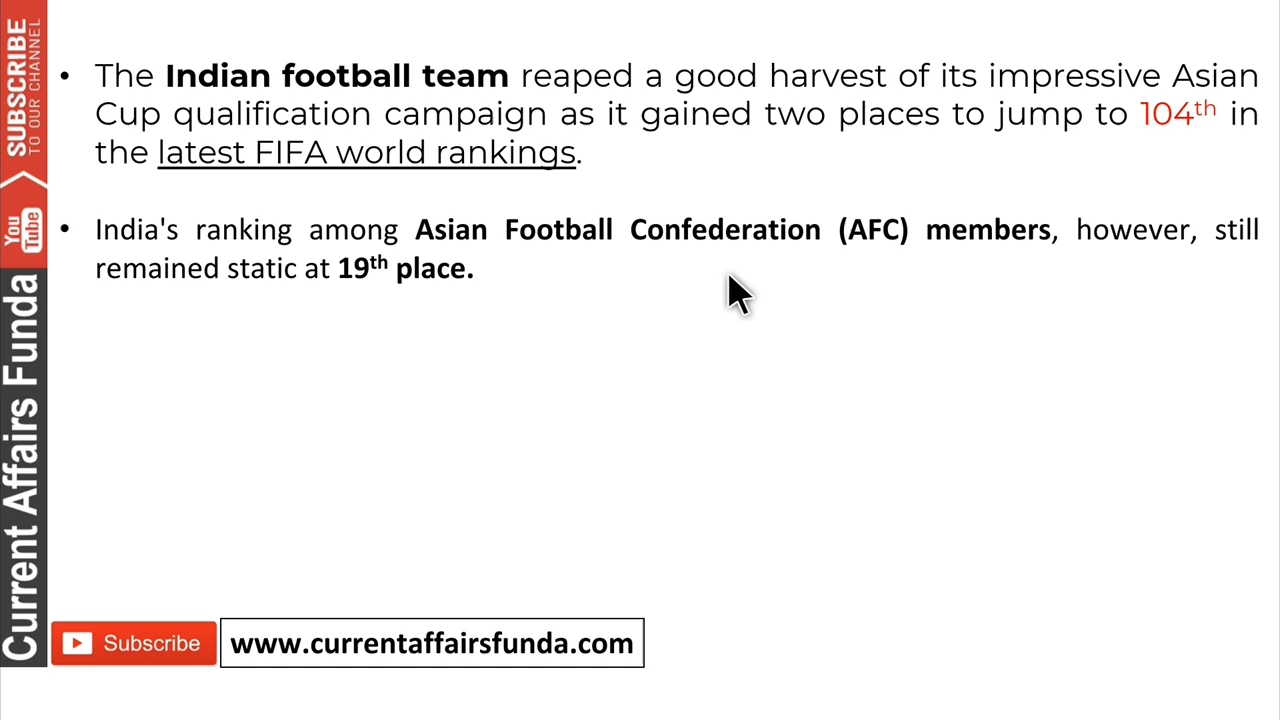 SUBSCRIBE
TO OUR CHANNEL
You
Tube
Current Affairs Funda
• The Indian football team reaped a good harvest of its impressive Asian
Cup qualification campaign as it gained two places to jump to 104th in
the latest FIFA world rankings.
• India's ranking among Asian Football Confederation (AFC) members, however, still
remained static at 19th place.
Subscribe
www.currentaffairsfunda.com